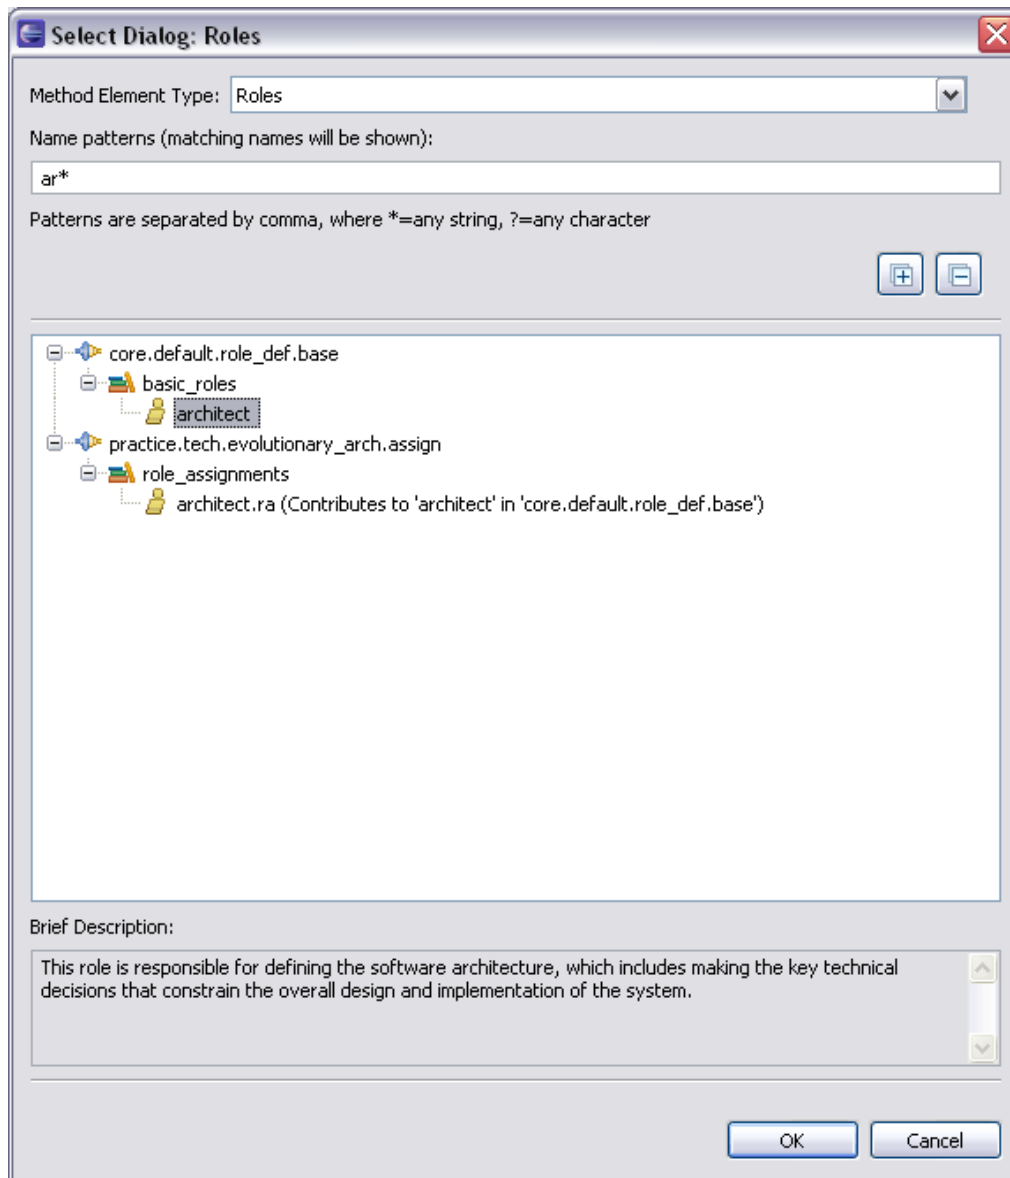 Select Dialog: Roles
Method Element Type: Roles
Name patterns (matching names will be shown):
ar*
Patterns are separated by comma, where *=any string, ?=any character
core.default.role_def.base
basic_roles
architect
practice.tech.evolutionary_arch.assign
role_assignments
architect.ra (Contributes to 'architect' in 'core.default.role_def.base')
Brief Description:
This role is responsible for defining the software architecture, which includes making the key technical
decisions that constrain the overall design and implementation of the system.
OK Cancel